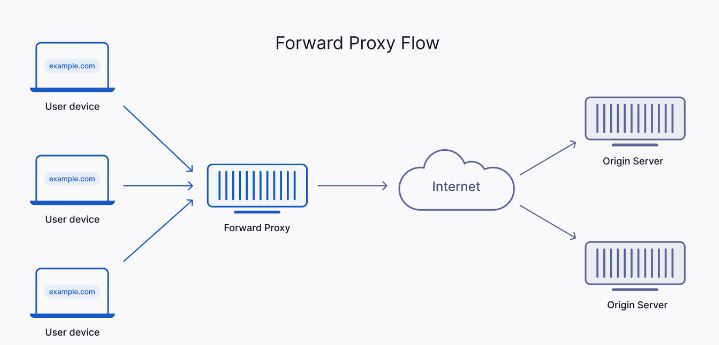 Forward Proxy Flow
example.com
User device
example.com
User device
example.com
User device
Forward Proxy
Internet
Origin Server
Origin Server